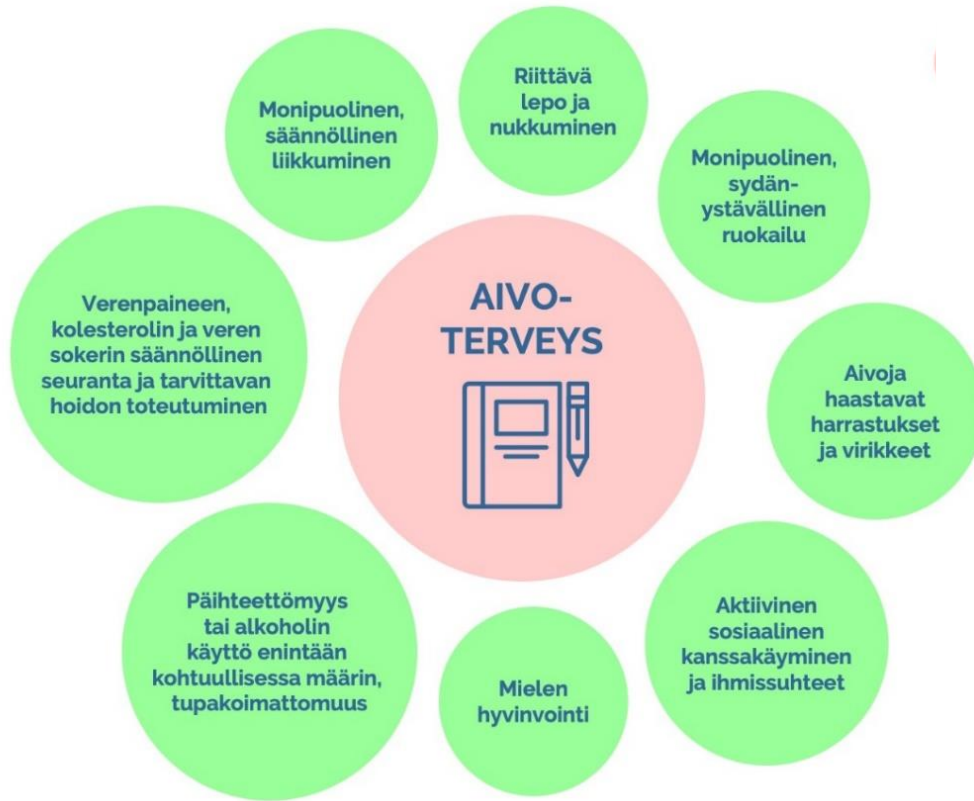 AIVO-
TERVEYS
Riittävä
lepo ja
nukkuminen
Monipuolinen,
sydän-
ystävällinen
ruokailu
Aivoja
haastavat
harrastukset
ja virikkeet
Aktiivinen
sosiaalinen
kanssakäyminen
ja ihmissuhteet
Mielen
hyvinvointi
Päihteettömyys
tai alkoholin
käyttö enintään
kohtuullisessa määrin,
tupakoimattomuus
Verenpaineen,
kolesterolin ja veren
sokerin säännöllinen
seuranta ja tarvittavan
hoidon toteutuminen
Monipuolinen,
säännöllinen
liikkuminen